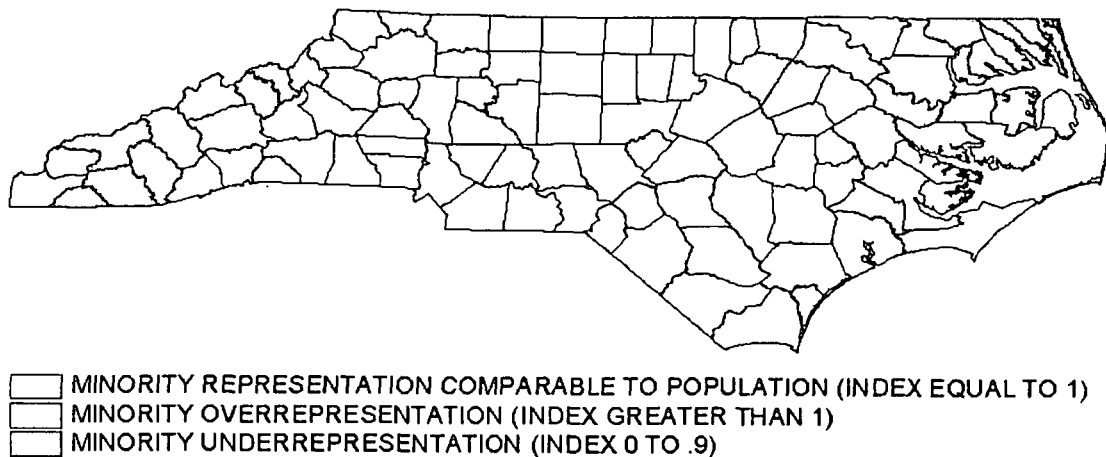 MINORITY REPRESENTATION COMPARABLE TO POPULATION (INDEX EQUAL TO 1)
MINORITY OVERREPRESENTATION (INDEX GREATER THAN 1)
MINORITY UNDERREPRESENTATION (INDEX 0 TO .9)